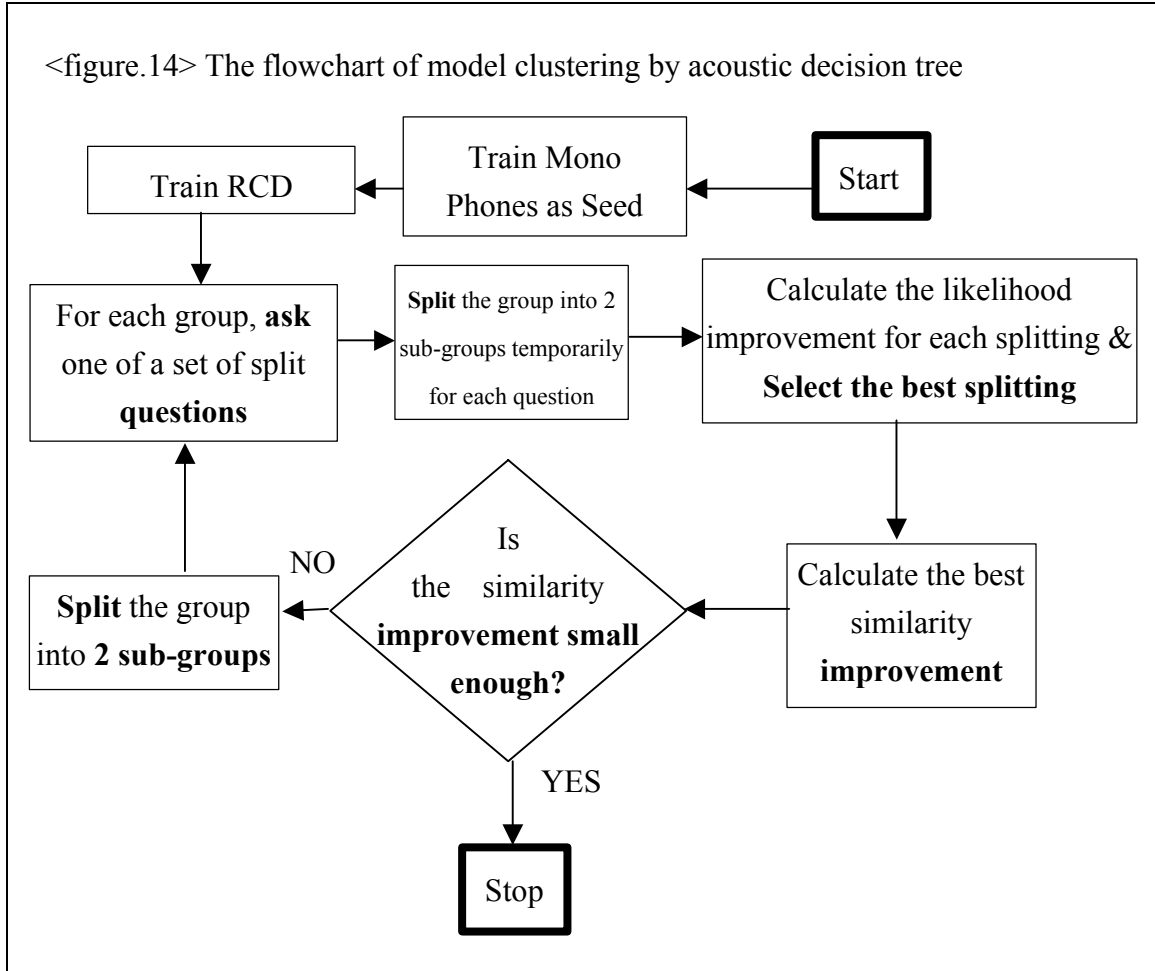 <figure.14> The flowchart of model clustering by acoustic decision tree
Start
Train Mono
Phones as Seed
Train RCD
For each group, ask
one of a set of split
questions
Split the group into 2
sub-groups temporarily
for each question
Calculate the likelihood
improvement for each splitting &
Select the best splitting
Calculate the best
similarity
improvement
Is
the similarity
improvement small
enough?
NO
Split the group
into 2 sub-groups
YES
Stop